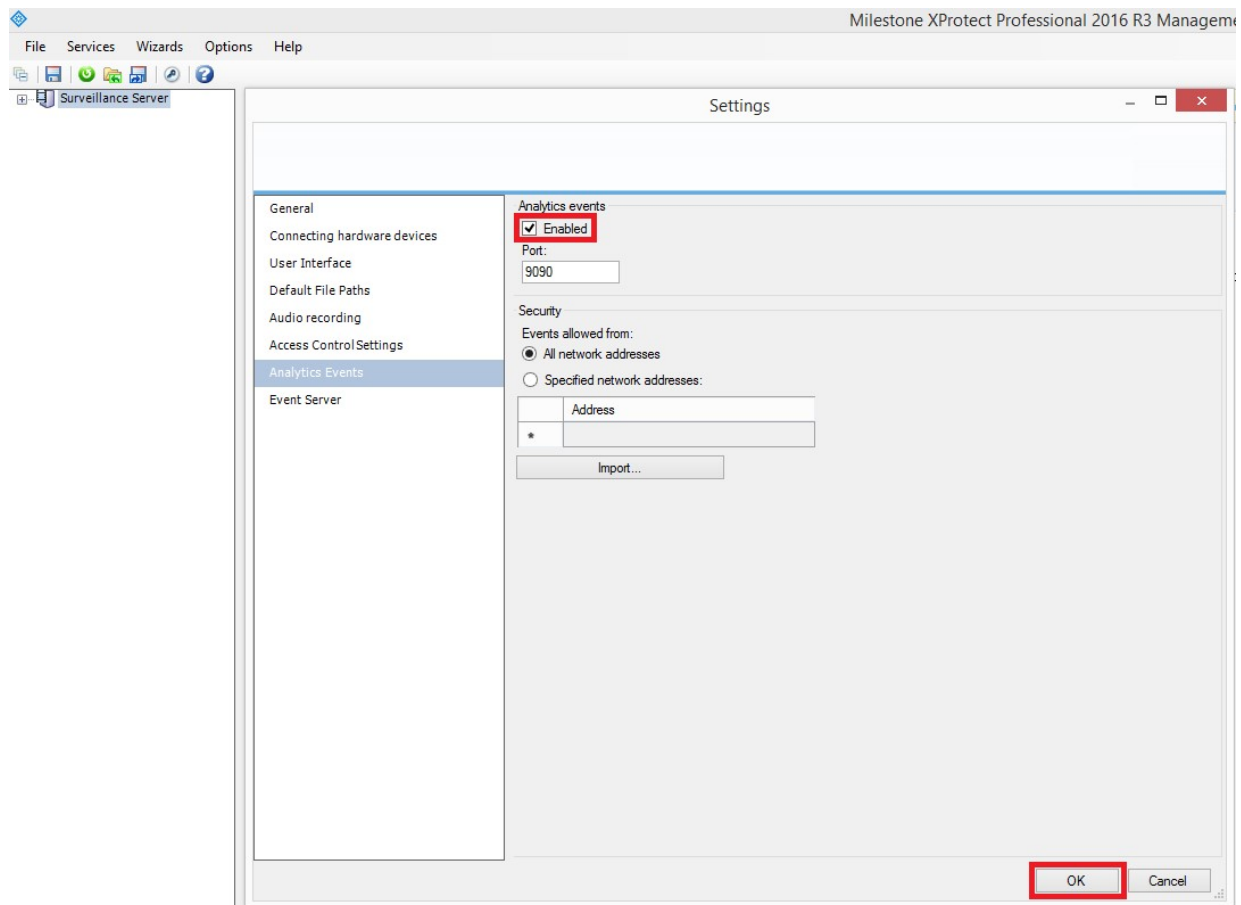 Milestone XProtect Professional 2016 R3 Manageme
File Services Wizards Options Help
Surveillance Server
Settings
General
Connecting hardware devices
User Interface
Default File Paths
Audio recording
Access Control Settings
Analytics Events
Event Server
Analytics events
Enabled
Port:
9090
Security
Events allowed from:
All network addresses
Specified network addresses:
Address
*
Import...
OK Cancel